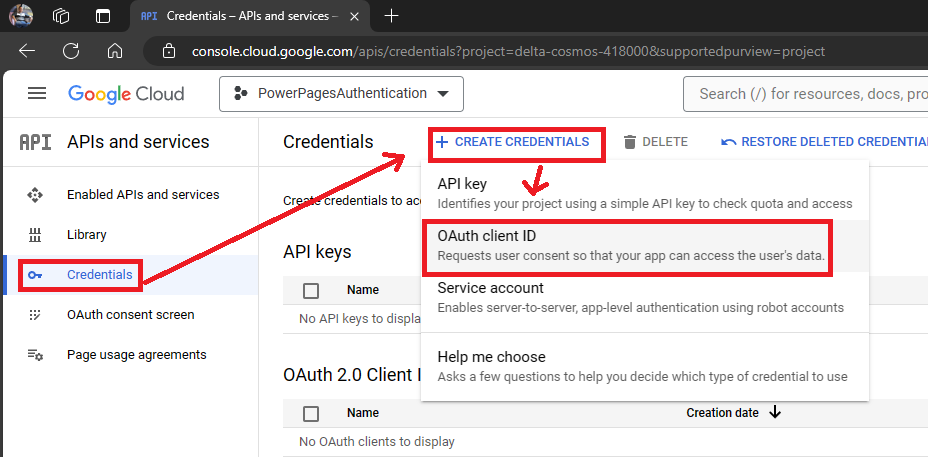 API Credentials – APIs and services –
console.cloud.google.com/apis/credentials?project=delta-cosmos-418000&supportedpurview=project
Google Cloud
PowerPagesAuthentication
Search (/) for resources, docs, pro
API APIs and services
Enabled APIs and services
Library
Credentials
OAuth consent screen
Page usage agreements
Credentials
+ CREATE CREDENTIALS
DELETE
RESTORE DELETED CREDENTIA
Create credentials to acc
API key
Identifies your project using a simple API key to check quota and access
OAuth client ID
Requests user consent so that your app can access the user's data.
Service account
Enables server-to-server, app-level authentication using robot accounts
Help me choose
Asks a few questions to help you decide which type of credential to use
API keys
Name
No API keys to displa
OAuth 2.0 Client I
Name
Creation date
No OAuth clients to display